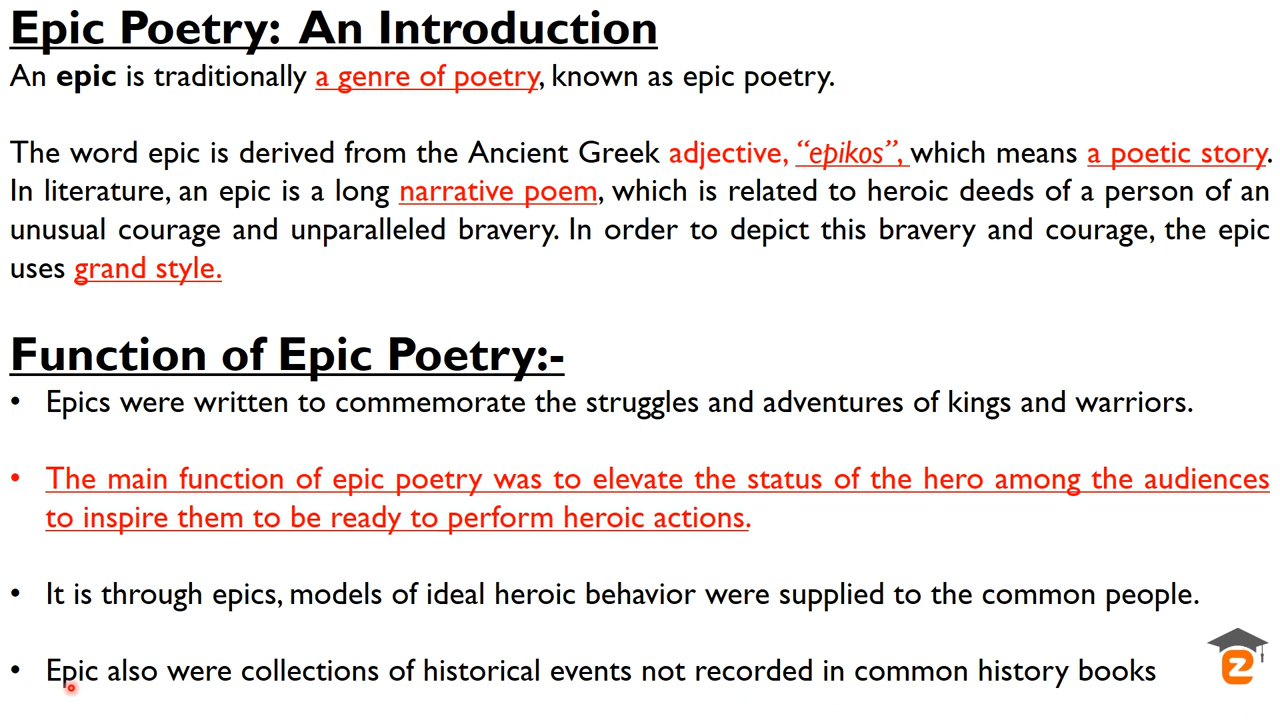 Epic Poetry: An Introduction
An epic is traditionally a genre of poetry, known as epic poetry.
The word epic is derived from the Ancient Greek adjective, “epikos”, which means a poetic story.
In literature, an epic is a long narrative poem, which is related to heroic deeds of a person of an
unusual courage and unparalleled bravery. In order to depict this bravery and courage, the epic
uses grand style.
Function of Epic Poetry:-
• Epics were written to commemorate the struggles and adventures of kings and warriors.
• The main function of epic poetry was to elevate the status of the hero among the audiences
to inspire them to be ready to perform heroic actions.
• It is through epics, models of ideal heroic behavior were supplied to the common people.
• Epic also were collections of historical events not recorded in common history books
e